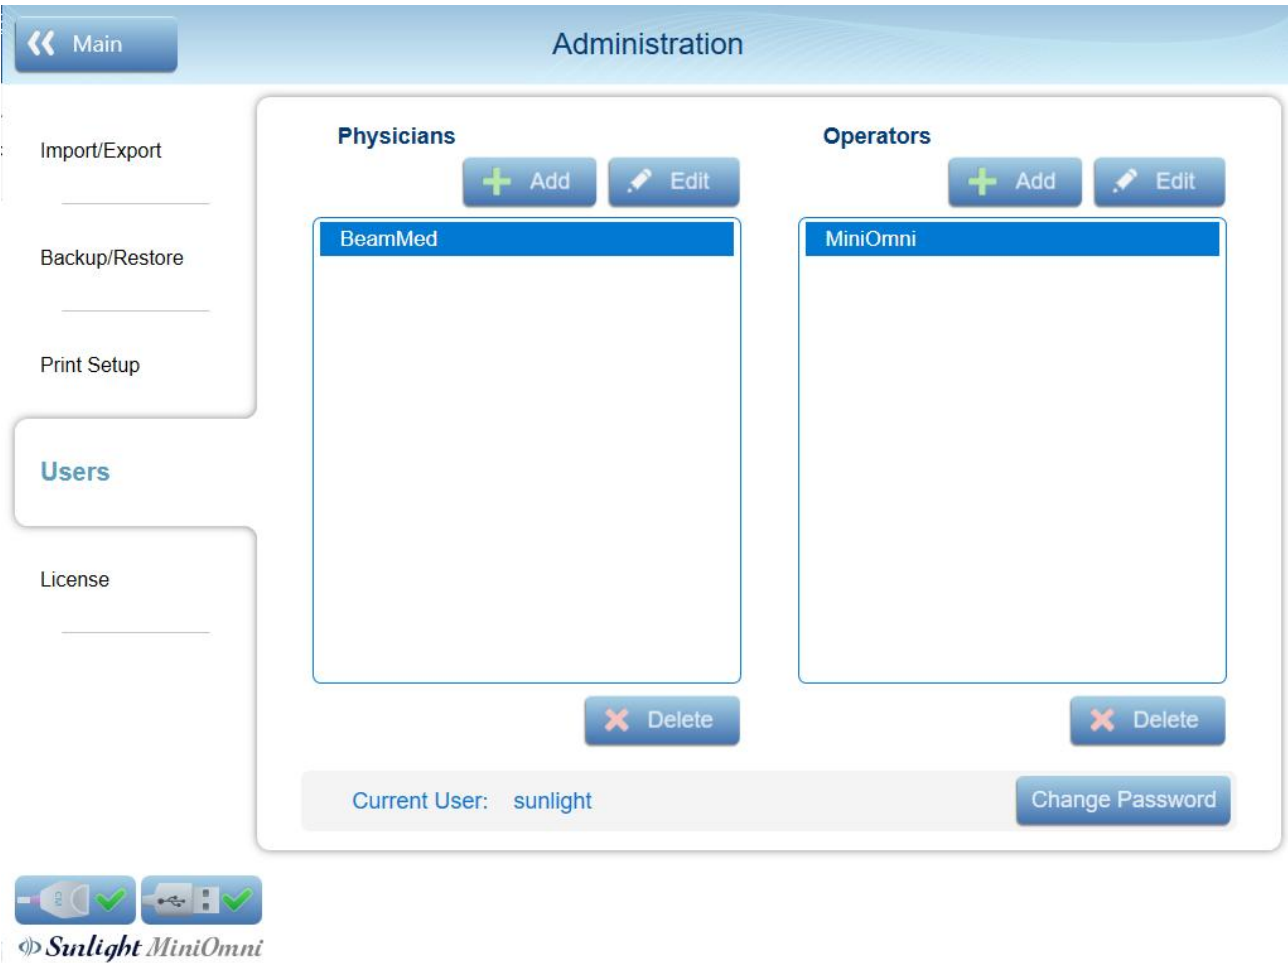 Main
Administration
Import/Export
Backup/Restore
Print Setup
Users
License
Physicians
Add
Edit
BeamMed
Delete
Operators
Add
Edit
MiniOmni
Delete
Current User: sunlight
Change Password
CM
Sunlight MiniOmni